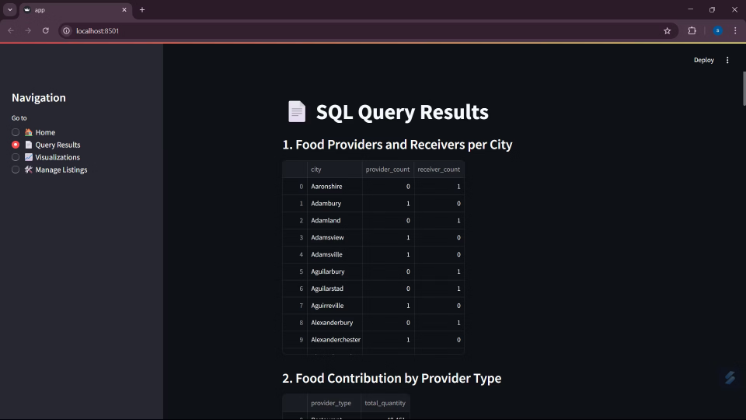 app
localhost:8501
Deploy
Navigation
Go to
Home
Query Results
Visualizations
Manage Listings
SQL Query Results
1. Food Providers and Receivers per City
city provider_count receiver_count
0 Aaronshire 0 1
1 Adambury 1 0
2 Adamland 0 1
3 Adamsview 1 0
4 Adamsville 1 0
5 Aguilarbury 0 1
6 Aguilarstad 0 1
7 Aguirreville 1 0
8 Alexanderbury 0 1
9 Alexanderchester 1 0
2. Food Contribution by Provider Type
provider_type total_quantity